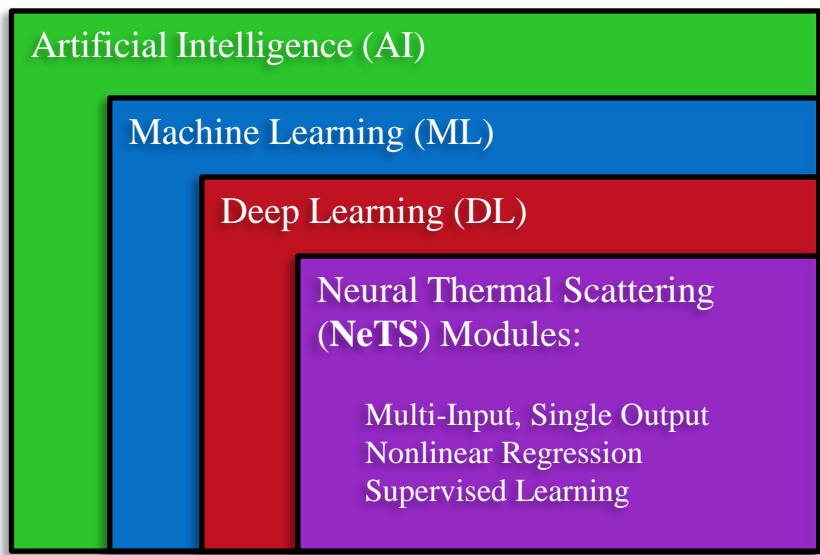 Artificial Intelligence (AI)
Machine Learning (ML)
Deep Learning (DL)
Neural Thermal Scattering
(NeTS) Modules:
Multi-Input, Single Output
Nonlinear Regression
Supervised Learning